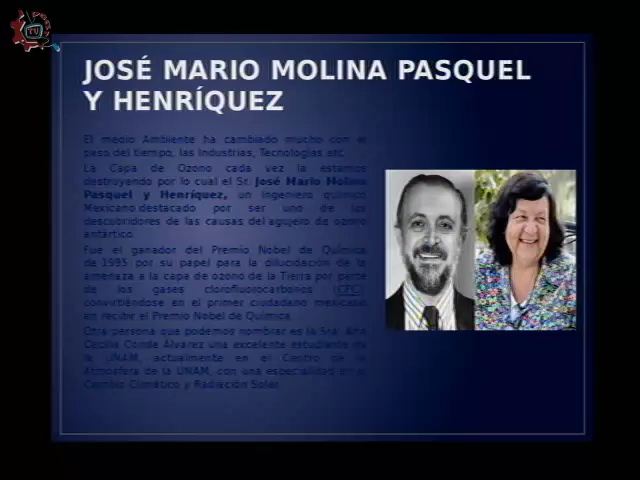 TV
JOSÉ MARIO MOLINA PASQUEL
Y HENRÍQUEZ
El medio Ambiente ha cambiado mucho con el
peso del tiempo, las Industrias, Tecnologías etc.
La Capa de Ozono cada vez la estamos
destruyendo por lo cual el Sr. José Mario Molina
Pasquel y Henríquez, un ingeniero químico
Mexicano destacado por ser uno de los
descubridores de las causas del agujero de ozono
antártico.
Fue el ganador del Premio Nobel de Química
de 1995 por su papel para la dilucidación de la
amenaza a la capa de ozono de la Tierra por parte
de los gases clorofluorocarbonos (CFC)
convirtiéndose en el primer ciudadano mexicano
en recibir el Premio Nobel de Química.
Otra persona que podemos nombrar es la Sra. Ana
Cecilia Conde Álvarez una excelente estudiante de
la UNAM, actualmente en el Centro de la
Atmosfera de la UNAM, con una especialidad en el
Cambio Climático y Radiación Solar